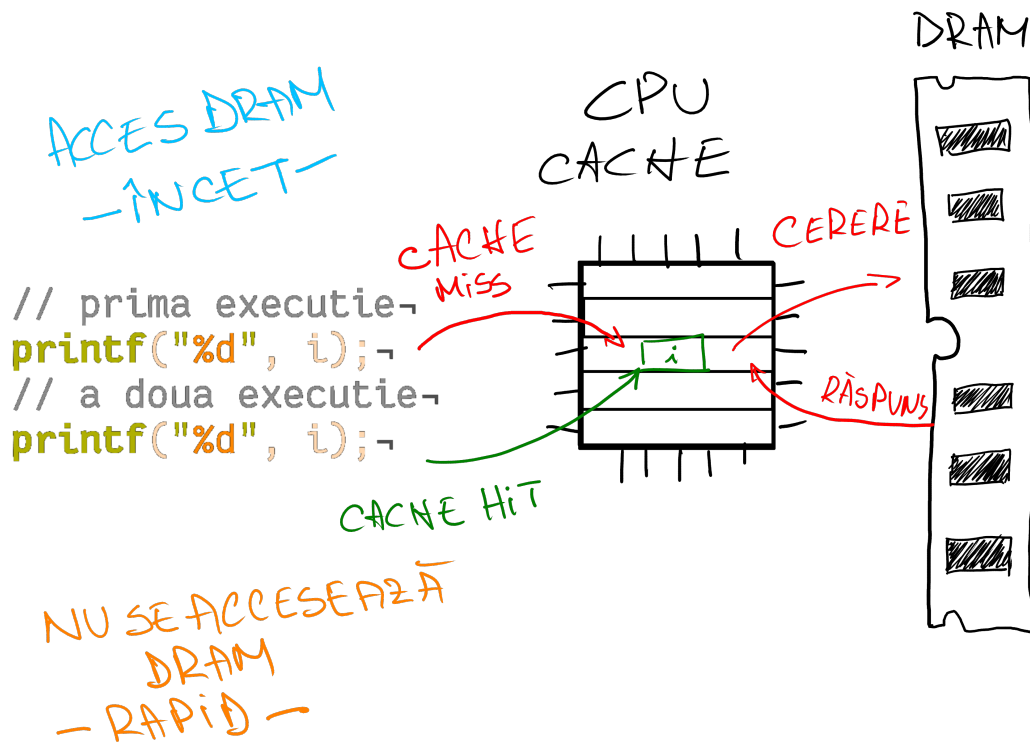 DRAM
ACCES DRAM
-ÎNCET-
CPU
CACHE
CACHE
MISS
CERERE
// prima executie¬
printf("%d", i);¬
// a doua executie¬
printf("%d", i);¬
i
RĂSPUNS
CACHE HIT
NU SE ACCESEAZĂ
DRAM
- RAPID -